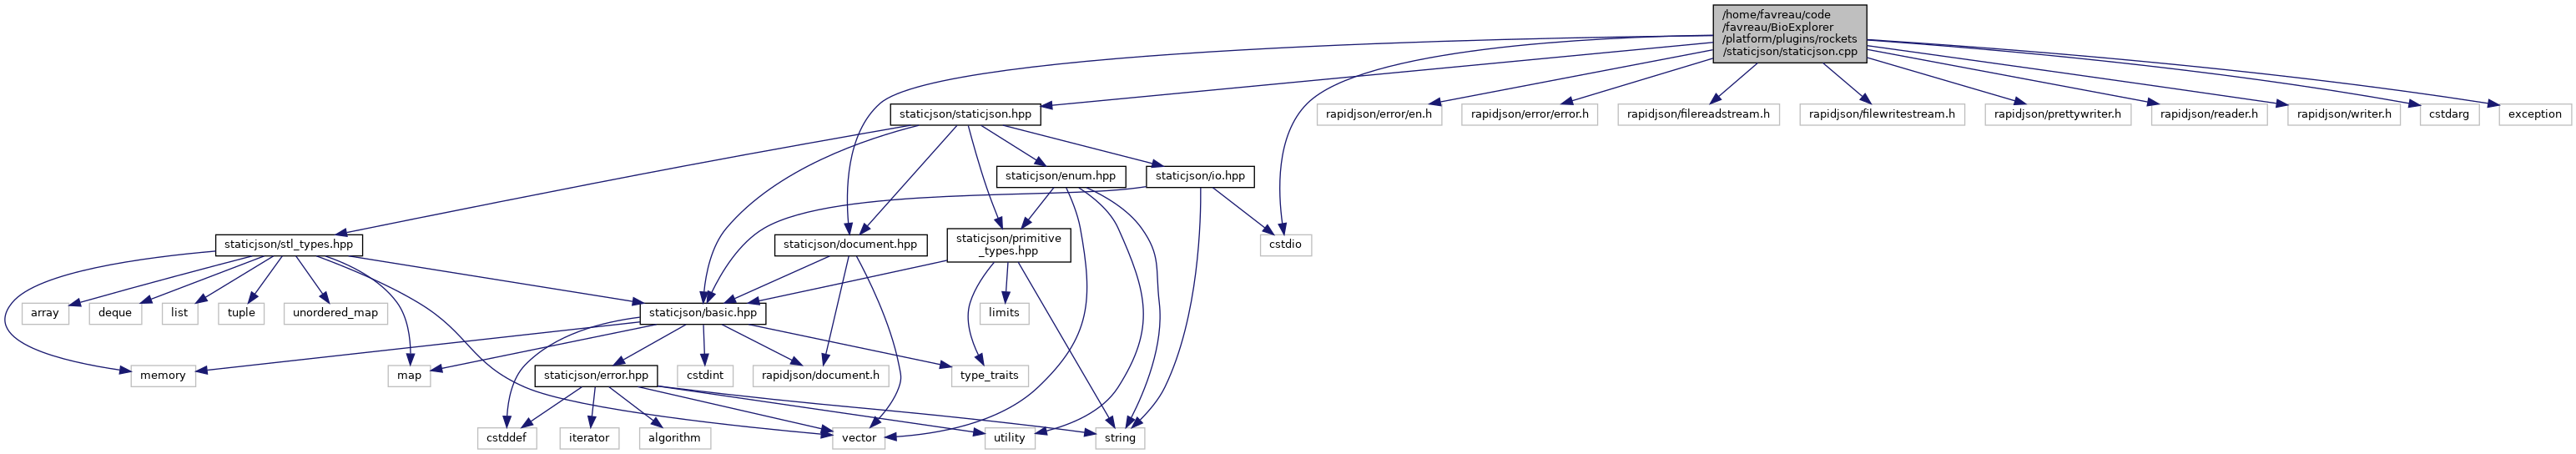 /home/favreau/code
/favreau/BioExplorer
/platform/plugins/rockets
/staticjson/staticjson.cpp
staticjson/staticjson.hpp
rapidjson/error/en.h
rapidjson/error/error.h
rapidjson/filereadstream.h
rapidjson/filewritestream.h
rapidjson/prettywriter.h
rapidjson/reader.h
rapidjson/writer.h
cstdarg
exception
staticjson/enum.hpp
staticjson/io.hpp
staticjson/stl_types.hpp
staticjson/document.hpp
staticjson/primitive
_types.hpp
cstdio
array
deque
list
tuple
unordered_map
staticjson/basic.hpp
limits
memory
map
staticjson/error.hpp
cstdint
rapidjson/document.h
type_traits
cstddef
iterator
algorithm
vector
utility
string